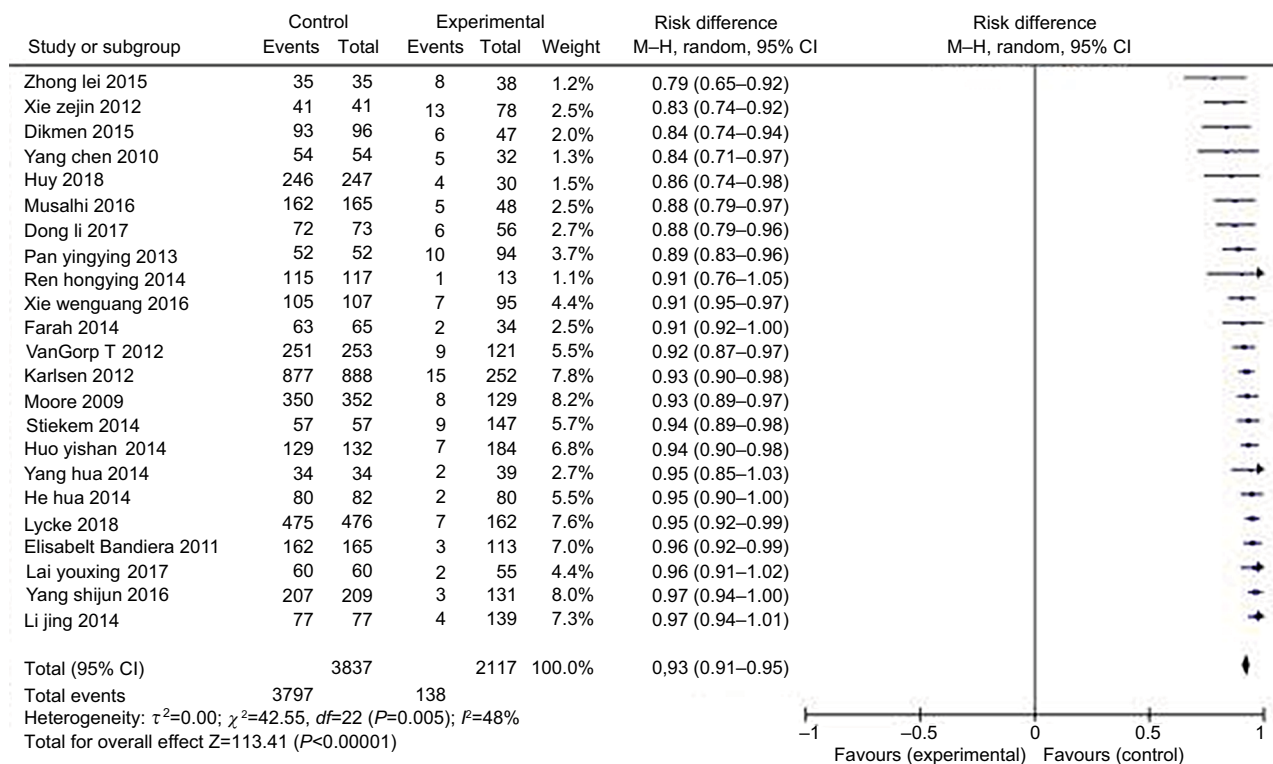 Control Experimental Risk difference Risk difference
Study or subgroup Events Total Events Total Weight M–H, random, 95% CI M–H, random, 95% CI
Zhong lei 2015 35 35 8 38 1.2% 0.79 (0.65–0.92)
Xie zejin 2012 41 41 13 78 2.5% 0.83 (0.74–0.92)
Dikmen 2015 93 96 6 47 2.0% 0.84 (0.74–0.94)
Yang chen 2010 54 54 5 32 1.3% 0.84 (0.71–0.97)
Huy 2018 246 247 4 30 1.5% 0.86 (0.74–0.98)
Musalhi 2016 162 165 5 48 2.5% 0.88 (0.79–0.97)
Dong li 2017 72 73 6 56 2.7% 0.88 (0.79–0.96)
Pan yingying 2013 52 52 10 94 3.7% 0.89 (0.83–0.96)
Ren hongying 2014 115 117 1 13 1.1% 0.91 (0.76–1.05)
Xie wenguang 2016 105 107 7 95 4.4% 0.91 (0.95–0.97)
Farah 2014 63 65 2 34 2.5% 0.91 (0.92–1.00)
VanGorp T 2012 251 253 9 121 5.5% 0.92 (0.87–0.97)
Karlsen 2012 877 888 15 252 7.8% 0.93 (0.90–0.98)
Moore 2009 350 352 8 129 8.2% 0.93 (0.89–0.97)
Stiekem 2014 57 57 9 147 5.7% 0.94 (0.89–0.98)
Huo yishan 2014 129 132 7 184 6.8% 0.94 (0.90–0.98)
Yang hua 2014 34 34 2 39 2.7% 0.95 (0.85–1.03)
He hua 2014 80 82 2 80 5.5% 0.95 (0.90–1.00)
Lycke 2018 475 476 7 162 7.6% 0.95 (0.92–0.99)
Elisabelt Bandiera 2011 162 165 3 113 7.0% 0.96 (0.92–0.99)
Lai youxing 2017 60 60 2 55 4.4% 0.96 (0.91–1.02)
Yang shijun 2016 207 209 3 131 8.0% 0.97 (0.94–1.00)
Li jing 2014 77 77 4 139 7.3% 0.97 (0.94–1.01)
Total (95% CI) 3837 2117 100.0% 0,93 (0.91–0.95)
Total events 3797 138
Heterogeneity: τ²=0.00; χ²=42.55, df=22 (P=0.005); I²=48%
Total for overall effect Z=113.41 (P<0.00001)
–1 –0.5 0 0.5 1
Favours (experimental) Favours (control)